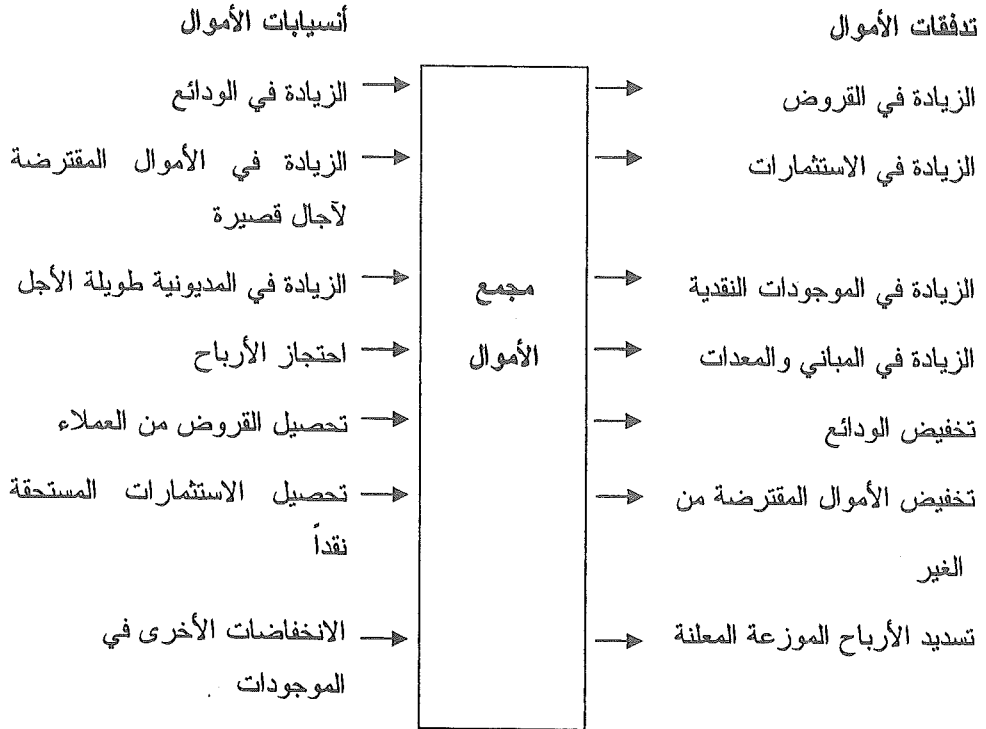 تدفقات الأموال
الزيادة في القروض
الزيادة في الاستثمارات
الزيادة في الموجودات النقدية
الزيادة في المباني والمعدات
تخفيض الودائع
تخفيض الأموال المقترضة من
الغير
تسديد الأرباح الموزعة المعلنة
مجمع
الأموال
أنسيابات الأموال
الزيادة في الودائع
الزيادة في الأموال المقترضة
لآجال قصيرة
الزيادة في المديونية طويلة الأجل
احتجاز الأرباح
تحصيل القروض من العملاء
تحصيل الاستثمارات المستحقة
نقداً
الانخفاضات الأخرى في
الموجودات .